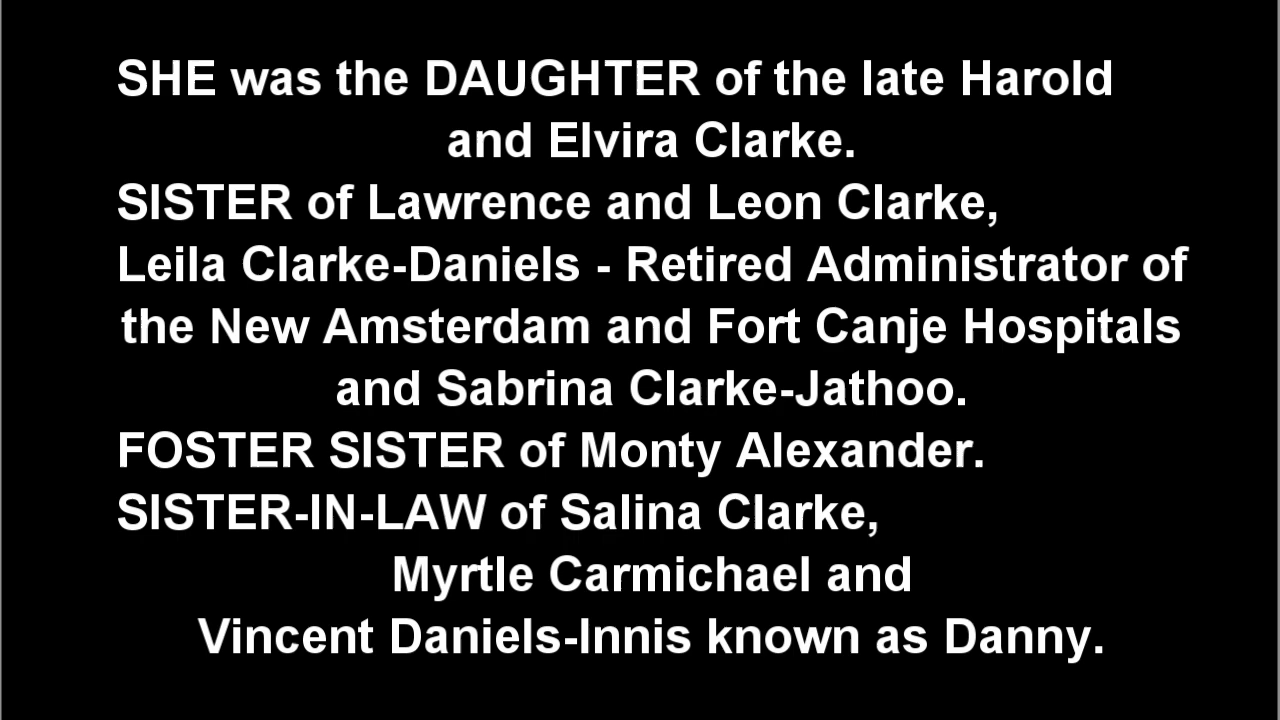 SHE was the DAUGHTER of the late Harold
and Elvira Clarke.
SISTER of Lawrence and Leon Clarke,
Leila Clarke-Daniels - Retired Administrator of
the New Amsterdam and Fort Canje Hospitals
and Sabrina Clarke-Jathoo.
FOSTER SISTER of Monty Alexander.
SISTER-IN-LAW of Salina Clarke,
Myrtle Carmichael and
Vincent Daniels-Innis known as Danny.